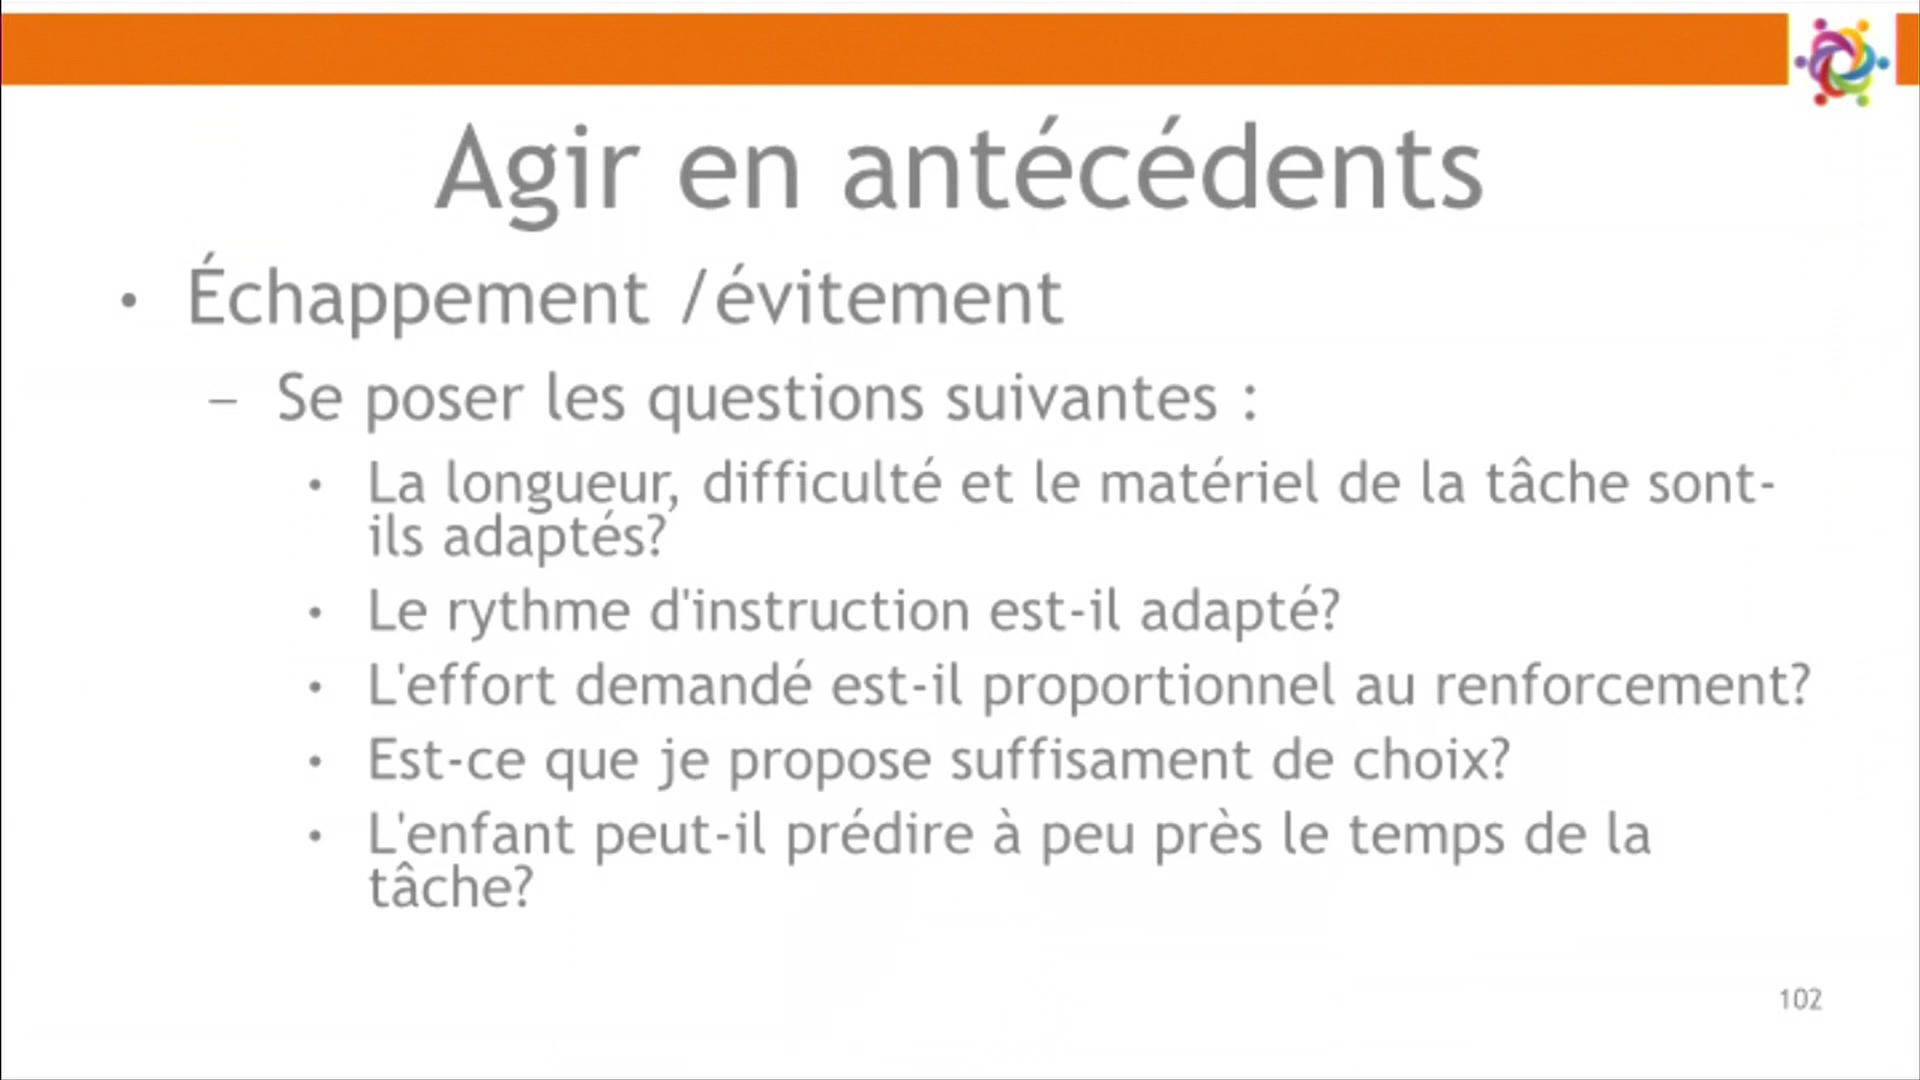 Agir en antécédents
• Échappement /évitement
– Se poser les questions suivantes :
• La longueur, difficulté et le matériel de la tâche sont-
ils adaptés?
• Le rythme d'instruction est-il adapté?
• L'effort demandé est-il proportionnel au renforcement?
• Est-ce que je propose suffisament de choix?
• L'enfant peut-il prédire à peu près le temps de la
tâche?
102